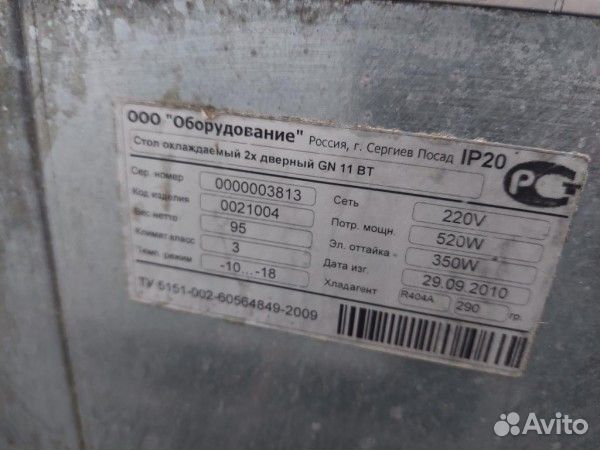 ООО "Оборудование" Россия, г. Сергиев Посад IP20
РСТ
Стол охлаждаемый 2х дверный GN 11 BT
Сер. номер 0000003813 Сеть 220V
Код изделия 0021004 Потр. мощн. 520W
Вес нетто 95 Эл. оттайка 350W
Климат.класс 3 Дата изг. 29.09.2010
Темп. режим -10...-18 Хладагент R404A 290 гр.
ТУ 5151-002-60564849-2009
Avito